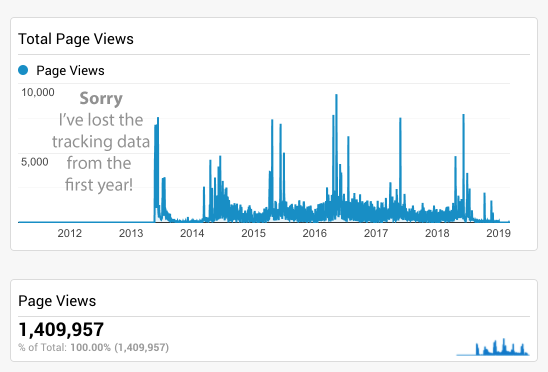 Total Page Views
Page Views
10,000
Sorry
I've lost the
tracking data
5,000
from the
first year!
2012 2013 2014 2015 2016 2017 2018 2019
Page Views
1,409,957
% of Total: 100.00% (1,409,957)